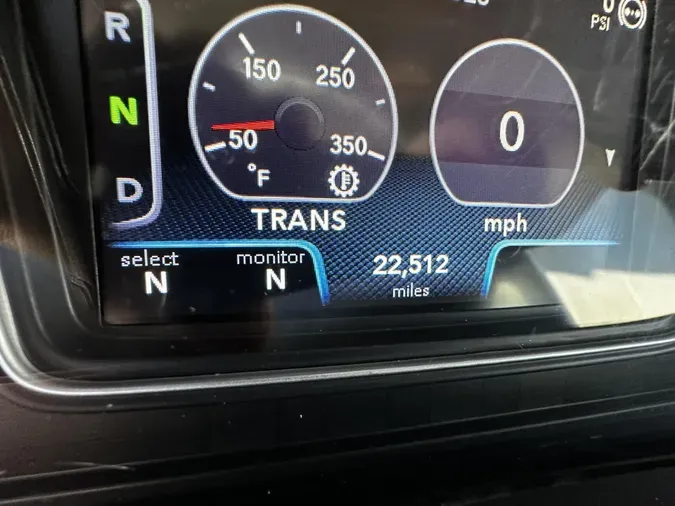 R
N
D
150
250
50
350
°F
TRANS
0
mph
0
PSI
select
N
monitor
N
22,512
miles